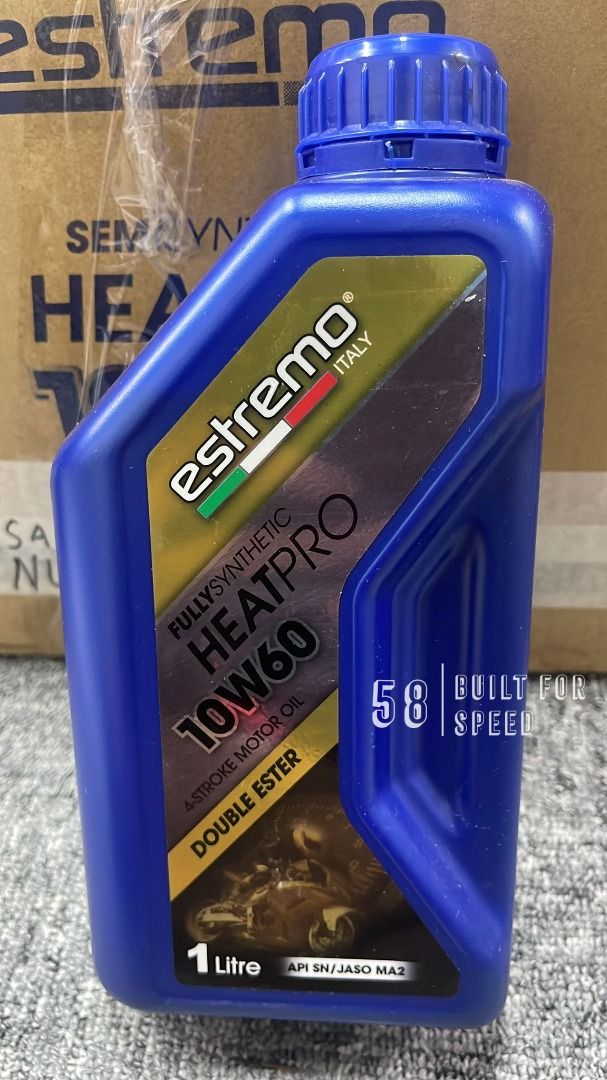 estremo
SEMI SYNT
HEA
10
SA
NU
estremo®
ITALY
FULLYSYNTHETIC
HEATPRO
10W60
4-STROKE MOTOR OIL
DOUBLE ESTER
1 Litre
API SN/JASO MA2
58 BUILT FOR
SPEED